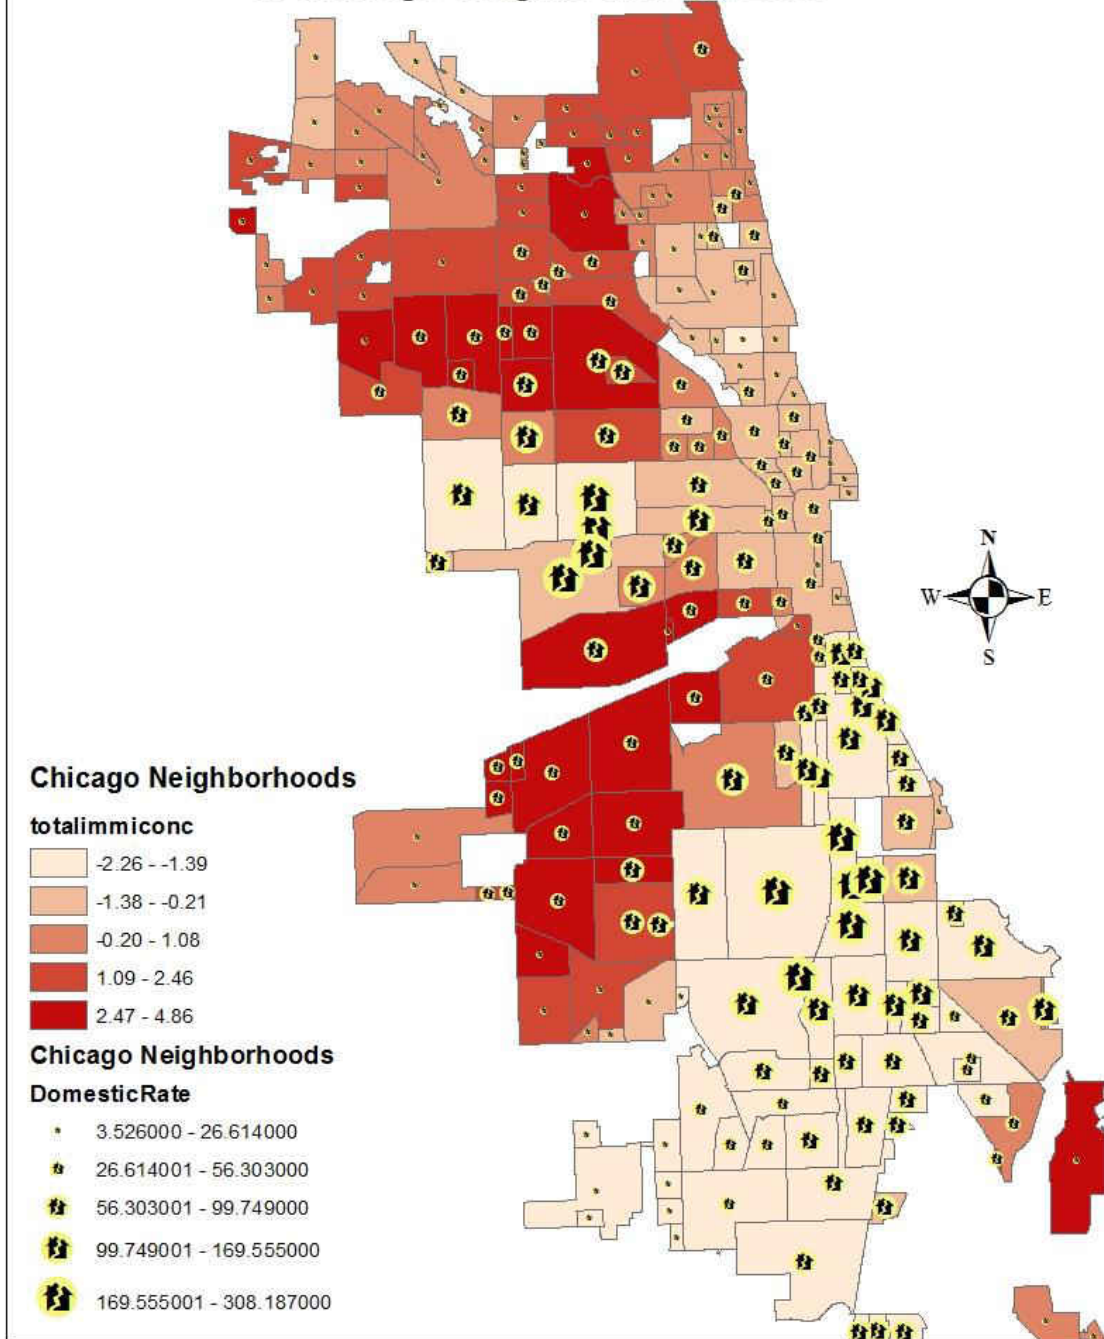 N
W E
S
Chicago Neighborhoods
totalimmiconc
-2.26 - -1.39
-1.38 - -0.21
-0.20 - 1.08
1.09 - 2.46
2.47 - 4.86
Chicago Neighborhoods
DomesticRate
3.526000 - 26.614000
26.614001 - 56.303000
56.303001 - 99.749000
99.749001 - 169.555000
169.555001 - 308.187000